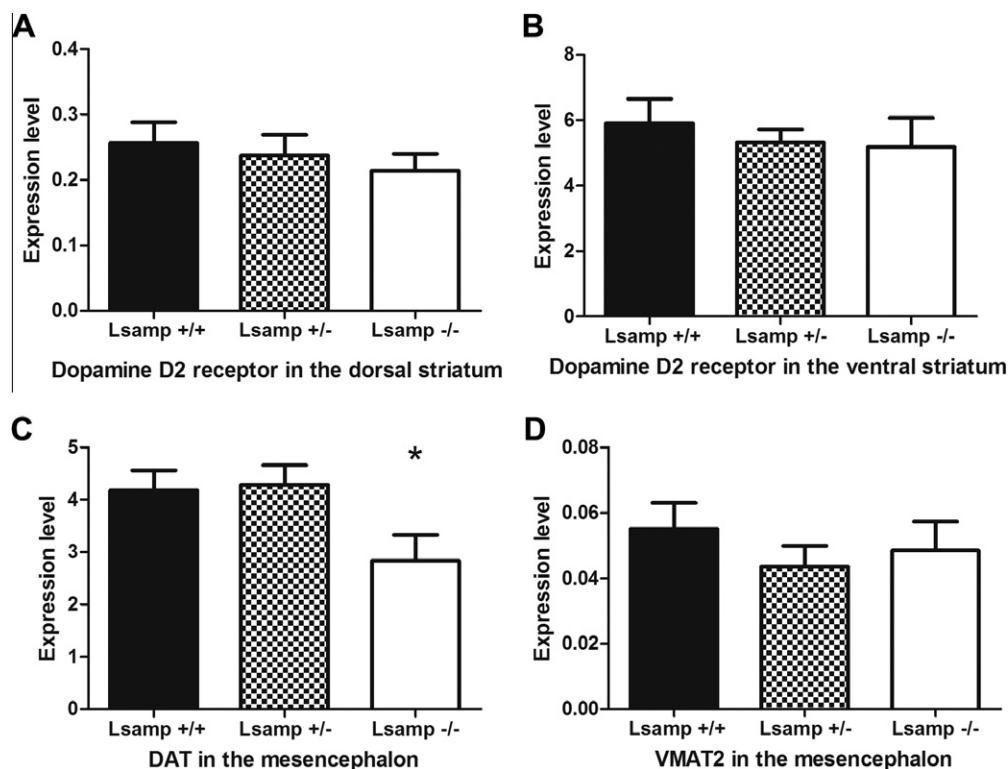 A
Expression level
0.4
0.3
0.2
0.1
0.0
Lsamp +/+ Lsamp +/- Lsamp -/-
Dopamine D2 receptor in the dorsal striatum
B
Expression level
8
6
4
2
0
Lsamp +/+ Lsamp +/- Lsamp -/-
Dopamine D2 receptor in the ventral striatum
C
Expression level
5
4
3
2
1
0
*
Lsamp +/+ Lsamp +/- Lsamp -/-
DAT in the mesencephalon
D
Expression level
0.08
0.06
0.04
0.02
0.00
Lsamp +/+ Lsamp +/- Lsamp -/-
VMAT2 in the mesencephalon